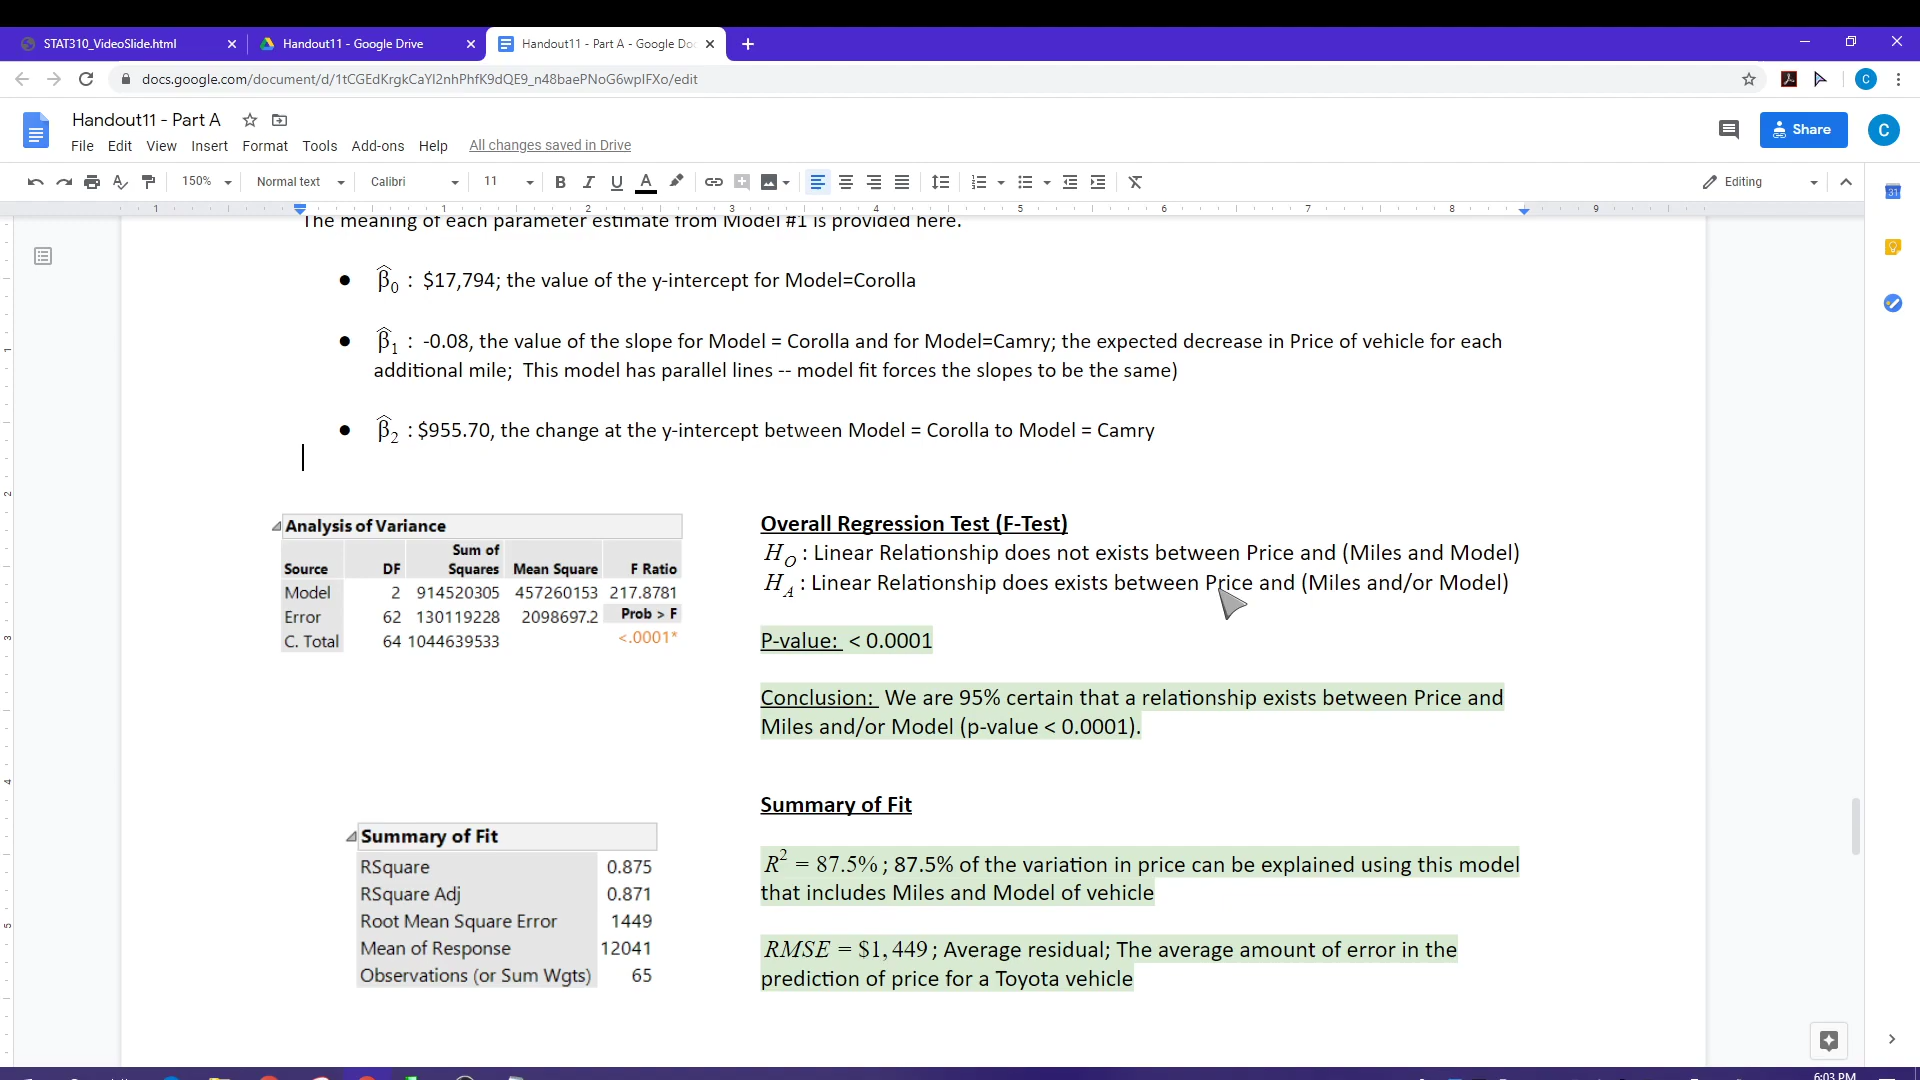 STAT310_VideoSlide.html
Handout11 - Google Drive
Handout11 - Part A - Google Doc
docs.google.com/document/d/1tCGEdKrgkCaYl2nhPhfK9dQE9_n48baePNoG6wpIFXo/edit
Handout11 - Part A
File Edit View Insert Format Tools Add-ons Help All changes saved in Drive
Share
C
150% Normal text Calibri 11 Editing
The meaning of each parameter estimate from Model #1 is provided here.
● β̂₀ : $17,794; the value of the y-intercept for Model=Corolla
● β̂₁ : -0.08, the value of the slope for Model = Corolla and for Model=Camry; the expected decrease in Price of vehicle for each
additional mile; This model has parallel lines -- model fit forces the slopes to be the same)
● β̂₂ : $955.70, the change at the y-intercept between Model = Corolla to Model = Camry
Analysis of Variance
Source DF Sum of Squares Mean Square F Ratio
Model 2 914520305 457260153 217.8781
Error 62 130119228 2098697.2 Prob > F
C. Total 64 1044639533 <.0001*
Overall Regression Test (F-Test)
H_O : Linear Relationship does not exists between Price and (Miles and Model)
H_A : Linear Relationship does exists between Price and (Miles and/or Model)
P-value: < 0.0001
Conclusion: We are 95% certain that a relationship exists between Price and
Miles and/or Model (p-value < 0.0001).
Summary of Fit
RSquare 0.875
RSquare Adj 0.871
Root Mean Square Error 1449
Mean of Response 12041
Observations (or Sum Wgts) 65
Summary of Fit
R² = 87.5% ; 87.5% of the variation in price can be explained using this model
that includes Miles and Model of vehicle
RMSE = $1,449 ; Average residual; The average amount of error in the
prediction of price for a Toyota vehicle
6:03 PM